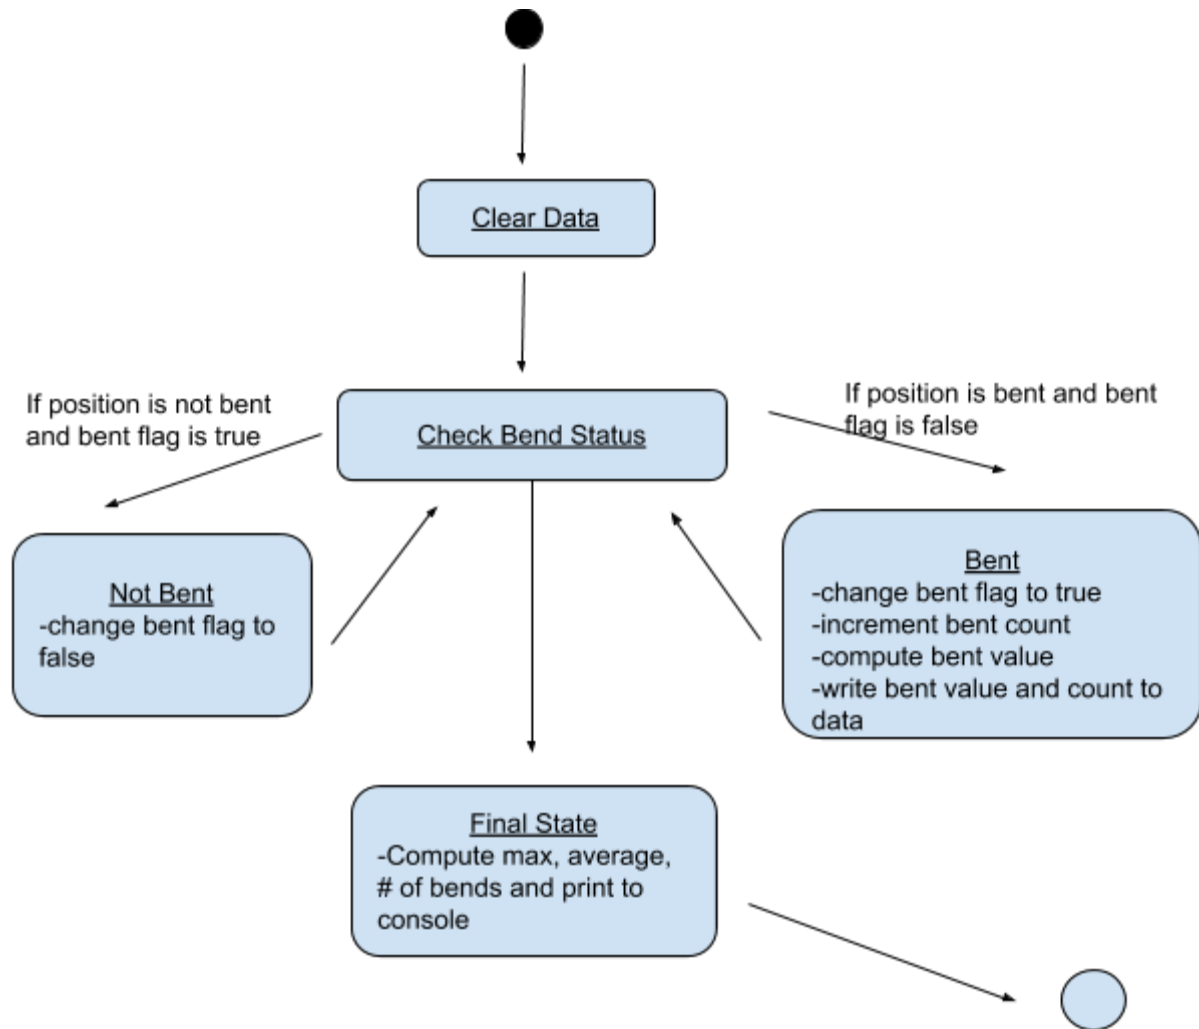 Clear Data
If position is not bent
and bent flag is true
If position is bent and bent
flag is false
Check Bend Status
Not Bent
-change bent flag to
false
Bent
-change bent flag to true
-increment bent count
-compute bent value
-write bent value and count to
data
Final State
-Compute max, average,
# of bends and print to
console